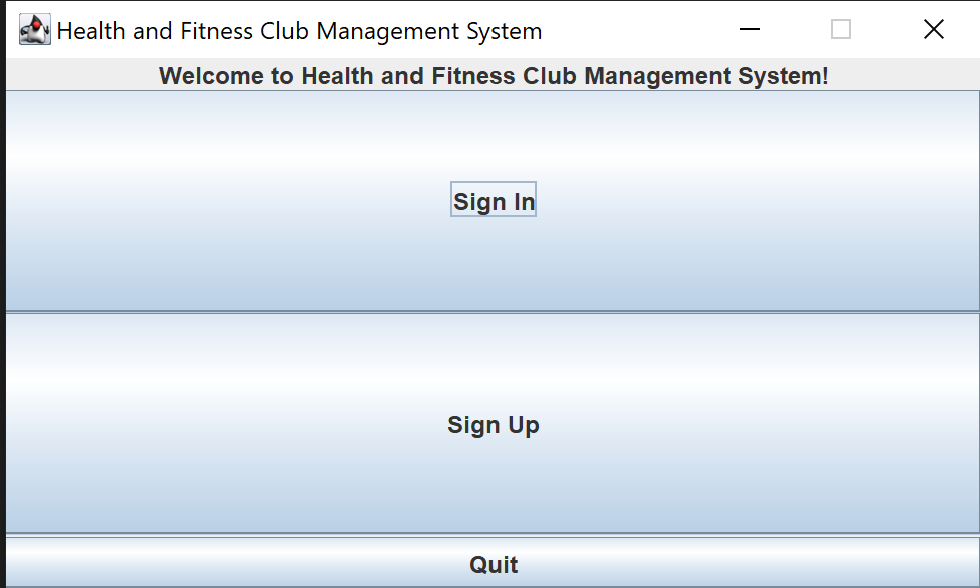 Health and Fitness Club Management System
Welcome to Health and Fitness Club Management System!
Sign In
Sign Up
Quit